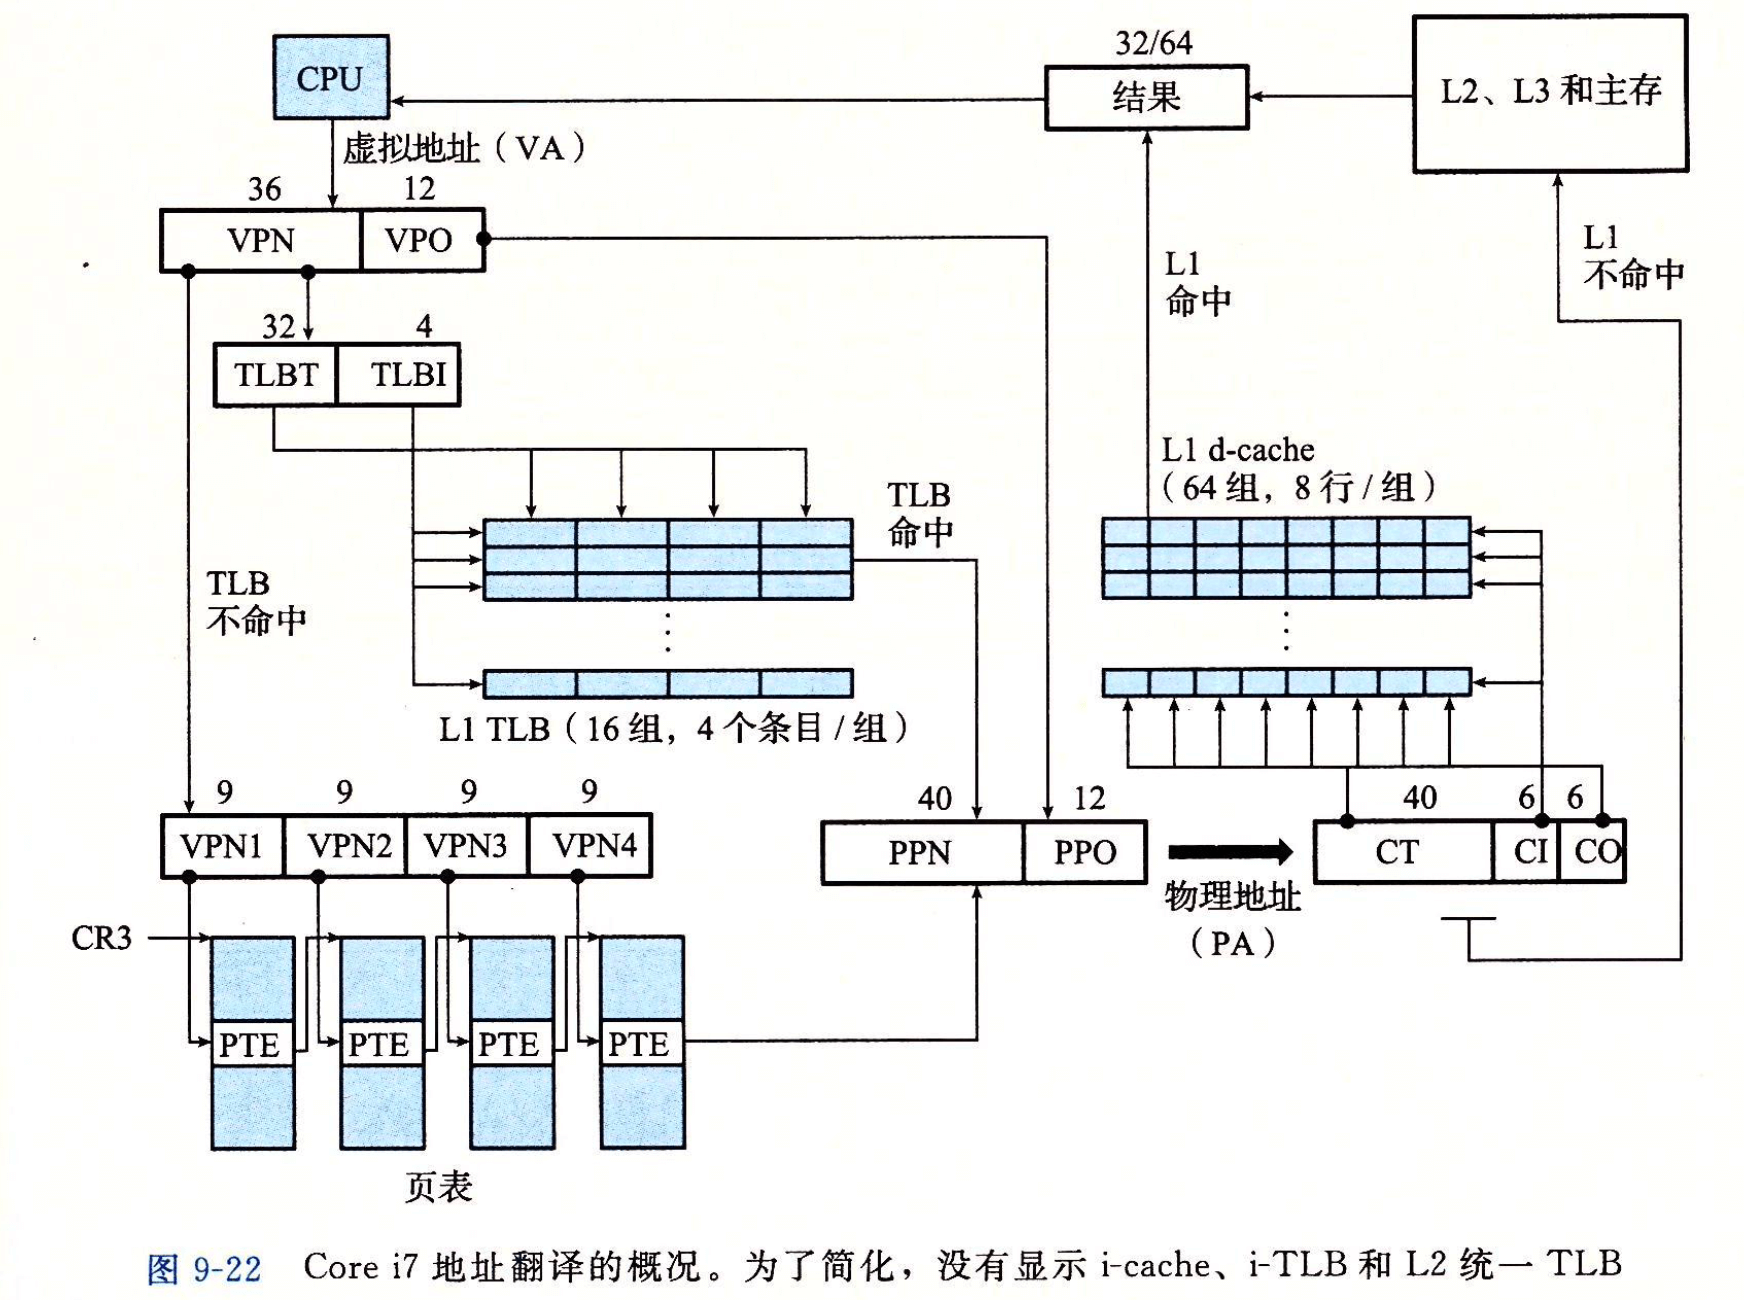 CPU
32/64
结果
L2、L3 和主存
虚拟地址（VA）
36
12
VPN
VPO
L1
命中
L1
不命中
32
4
TLBT
TLBI
L1 d-cache
（64 组，8 行 / 组）
TLB
命中
TLB
不命中
L1 TLB（16 组，4 个条目 / 组）
9
9
9
9
VPN1
VPN2
VPN3
VPN4
40
12
PPN
PPO
物理地址
（PA）
40
6
6
CT
CI
CO
CR3
PTE
PTE
PTE
PTE
页表
图 9-22 Core i7 地址翻译的概况。为了简化，没有显示 i-cache、i-TLB 和 L2 统一 TLB